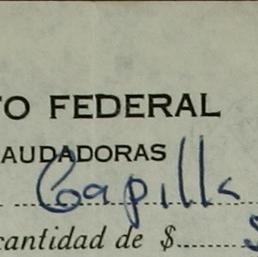 TO FEDERAL
AUDADORAS
Capilla
cantidad de $